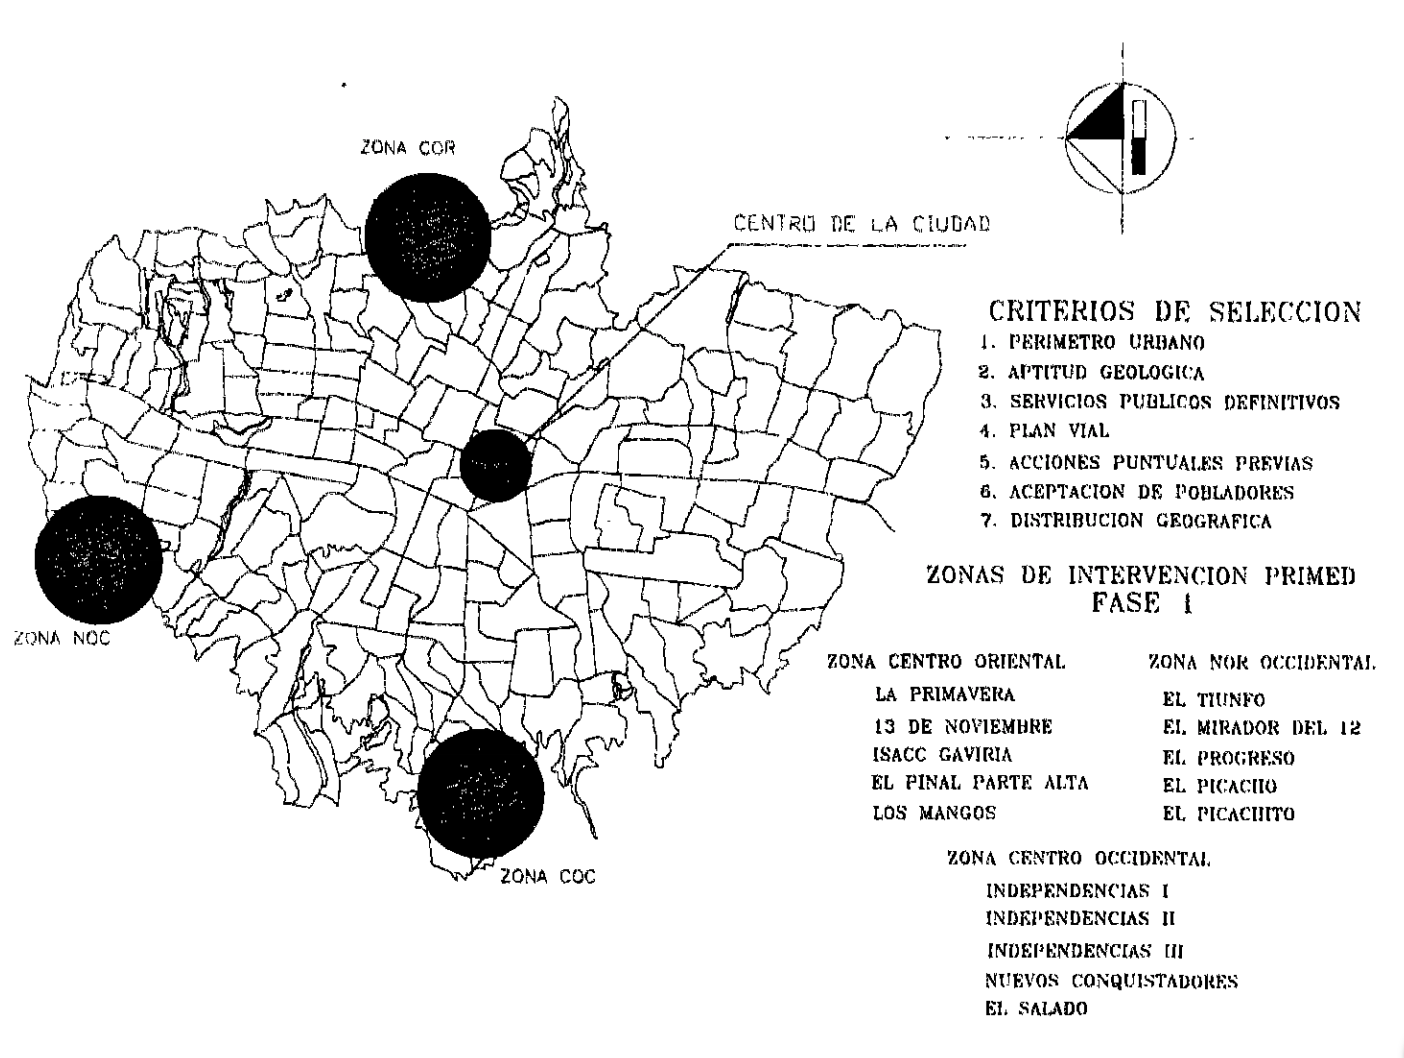 ZONA COR
CENTRO DE LA CIUDAD
ZONA NOC
ZONA COC
CRITERIOS DE SELECCION
1. PERIMETRO URBANO
2. APTITUD GEOLOGICA
3. SERVICIOS PUBLICOS DEFINITIVOS
4. PLAN VIAL
5. ACCIONES PUNTUALES PREVIAS
6. ACEPTACION DE POBLADORES
7. DISTRIBUCION GEOGRAFICA
ZONAS DE INTERVENCION PRIMED
FASE 1
ZONA CENTRO ORIENTAL
LA PRIMAVERA
13 DE NOVIEMBRE
ISACC GAVIRIA
EL PINAL PARTE ALTA
LOS MANGOS
ZONA NOR OCCIDENTAL
EL TIUNFO
EL MIRADOR DEL 12
EL PROGRESO
EL PICACHO
EL PICACHITO
ZONA CENTRO OCCIDENTAL
INDEPENDENCIAS I
INDEPENDENCIAS II
INDEPENDENCIAS III
NUEVOS CONQUISTADORES
EL SALADO